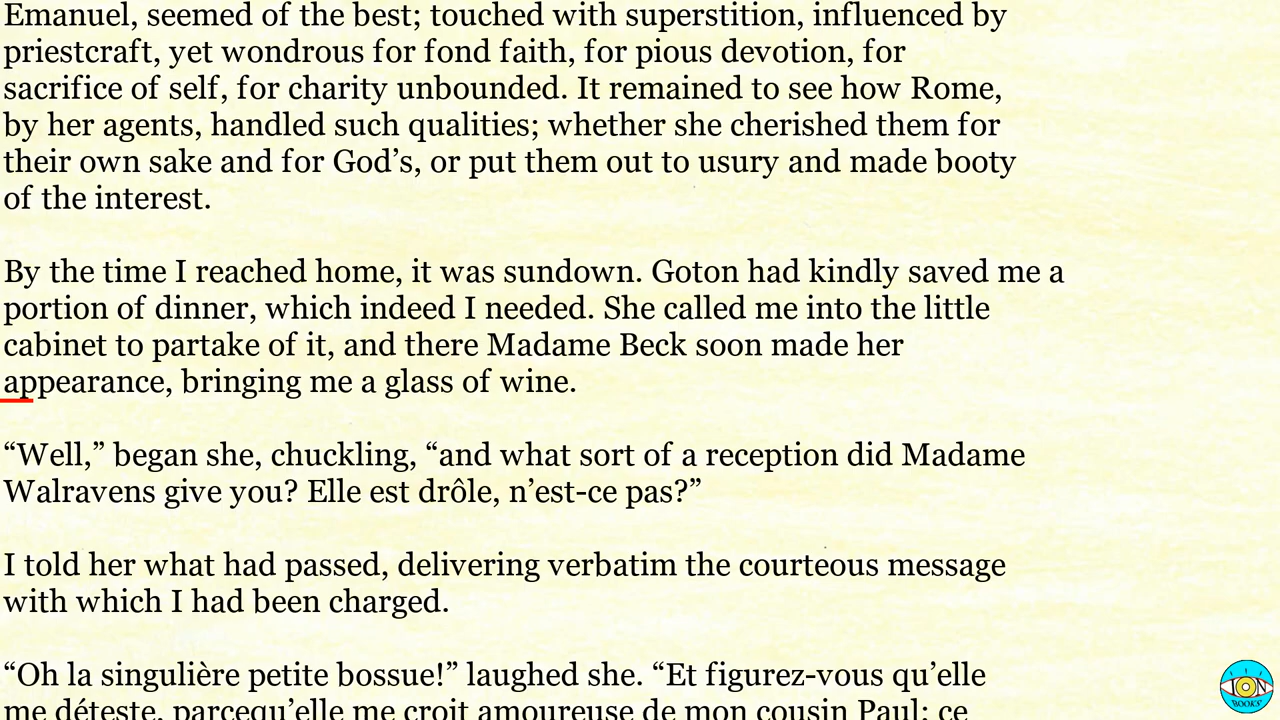 Emanuel, seemed of the best; touched with superstition, influenced by
priestcraft, yet wondrous for fond faith, for pious devotion, for
sacrifice of self, for charity unbounded. It remained to see how Rome,
by her agents, handled such qualities; whether she cherished them for
their own sake and for God’s, or put them out to usury and made booty
of the interest.
By the time I reached home, it was sundown. Goton had kindly saved me a
portion of dinner, which indeed I needed. She called me into the little
cabinet to partake of it, and there Madame Beck soon made her
appearance, bringing me a glass of wine.
“Well,” began she, chuckling, “and what sort of a reception did Madame
Walravens give you? Elle est drôle, n’est-ce pas?”
I told her what had passed, delivering verbatim the courteous message
with which I had been charged.
“Oh la singulière petite bossue!” laughed she. “Et figurez-vous qu’elle
me déteste, parcequ’elle me croit amoureuse de mon cousin Paul; ce
ION
BOOKS